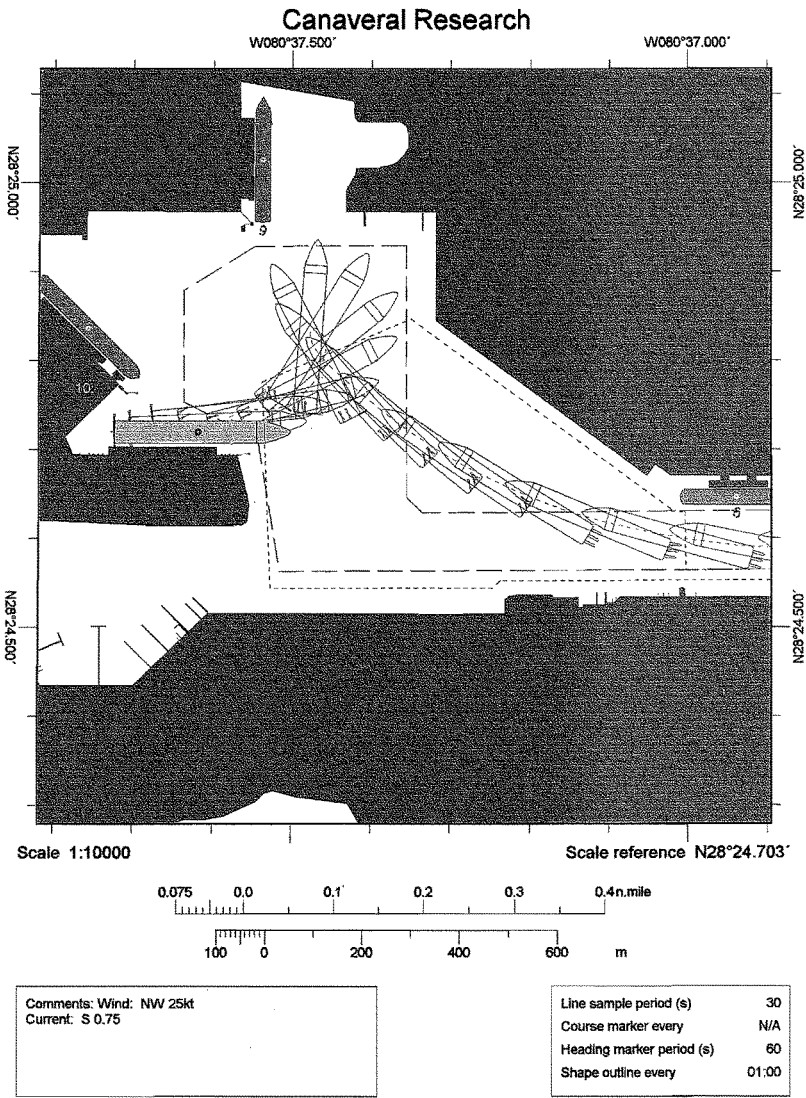 Canaveral Research
W080°37.500´ W080°37.000´
N28°25.000´ N28°25.000´
9
10
8
N28°24.500´ N28°24.500´
Scale 1:10000 Scale reference N28°24.703´
0.075 0.0 0.1 0.2 0.3 0.4 n.mile
100 0 200 400 600 m
Comments: Wind: NW 25kt
Current: S 0.75
Line sample period (s) 30
Course marker every N/A
Heading marker period (s) 60
Shape outline every 01:00